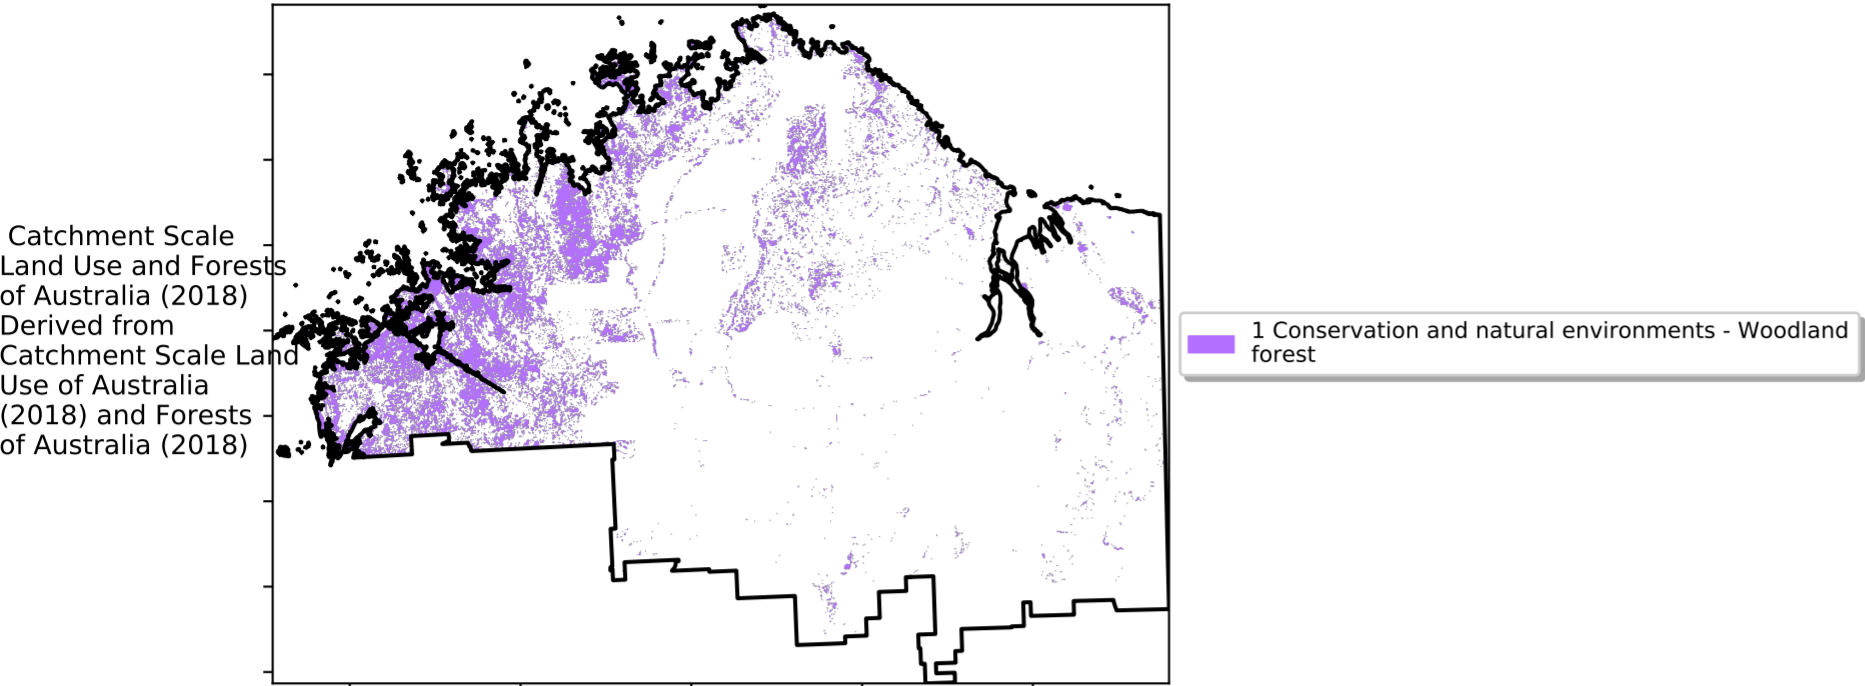 Catchment Scale
Land Use and Forests
of Australia (2018)
Derived from
Catchment Scale Land
Use of Australia
(2018) and Forests
of Australia (2018)
1 Conservation and natural environments - Woodland
forest